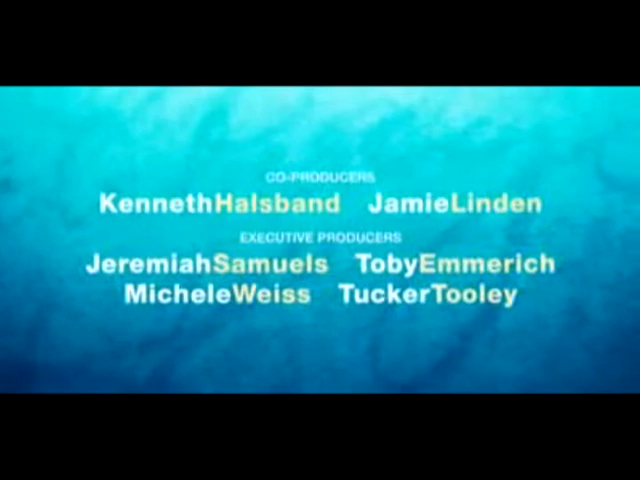 CO-PRODUCERS
KennethHalsband JamieLinden
EXECUTIVE PRODUCERS
JeremiahSamuels TobyEmmerich
MicheleWeiss TuckerTooley